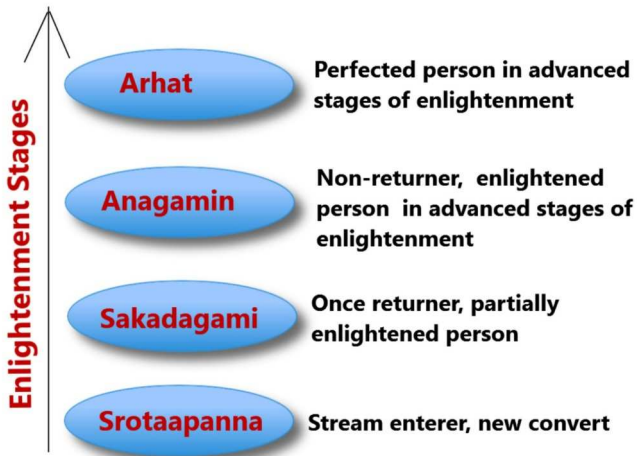 Enlightenment Stages
Arhat
Perfected person in advanced
stages of enlightenment
Anagamin
Non-returner, enlightened
person in advanced stages of
enlightenment
Sakadagami
Once returner, partially
enlightened person
Srotaapanna
Stream enterer, new convert